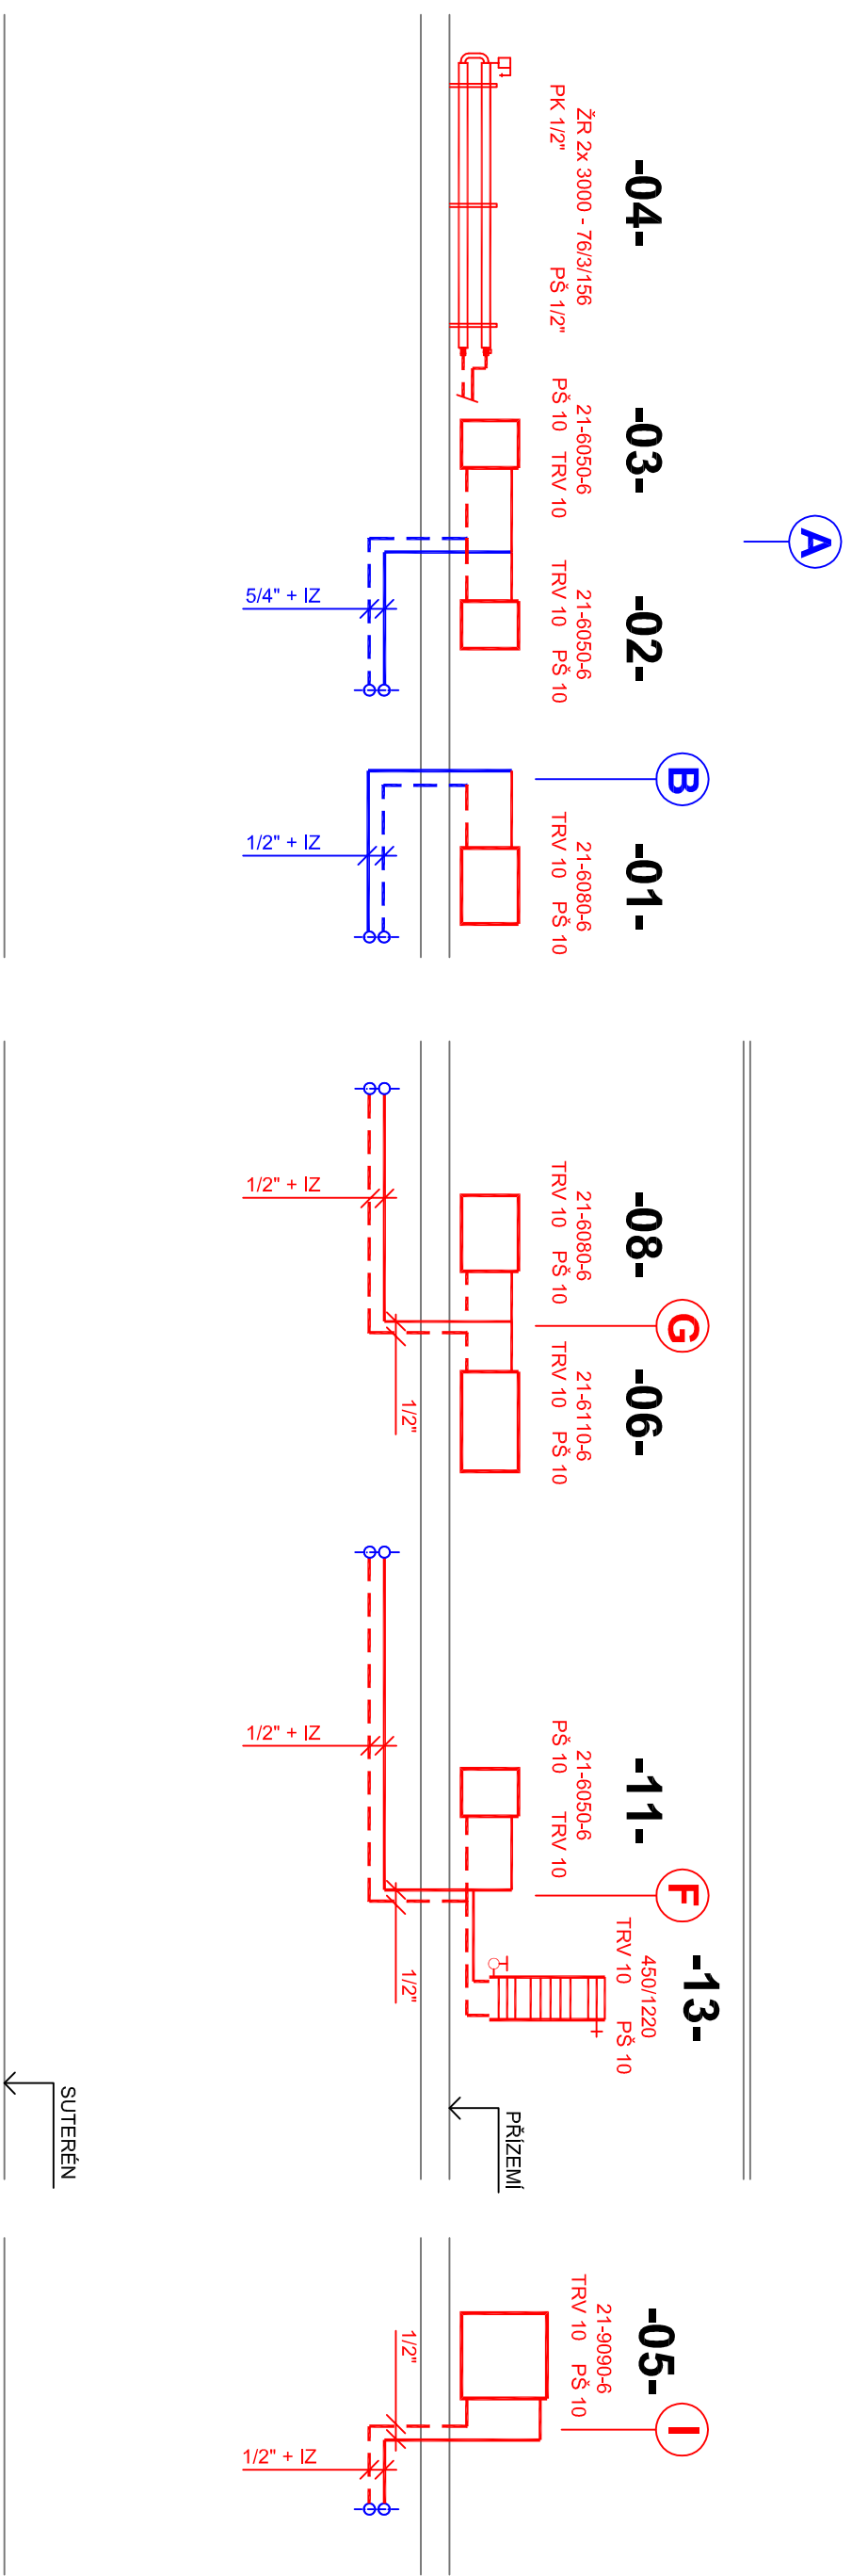 -04-
ŽR 2x 3000 - 76/3/156
PK 1/2" PŠ 1/2"
-03-
21-6050-6
PŠ 10 TRV 10
A
-02-
21-6050-6
TRV 10 PŠ 10
5/4" + IZ
B
-01-
21-6080-6
TRV 10 PŠ 10
1/2" + IZ
-08-
21-6080-6
TRV 10 PŠ 10
1/2" + IZ
G
-06-
21-6110-6
TRV 10 PŠ 10
1/2"
-11-
21-6050-6
PŠ 10 TRV 10
1/2" + IZ
F
1/2"
-13-
450/1220
TRV 10 PŠ 10
PŘÍZEMÍ
SUTERÉN
-05-
21-9090-6
TRV 10 PŠ 10
I
1/2"
1/2" + IZ